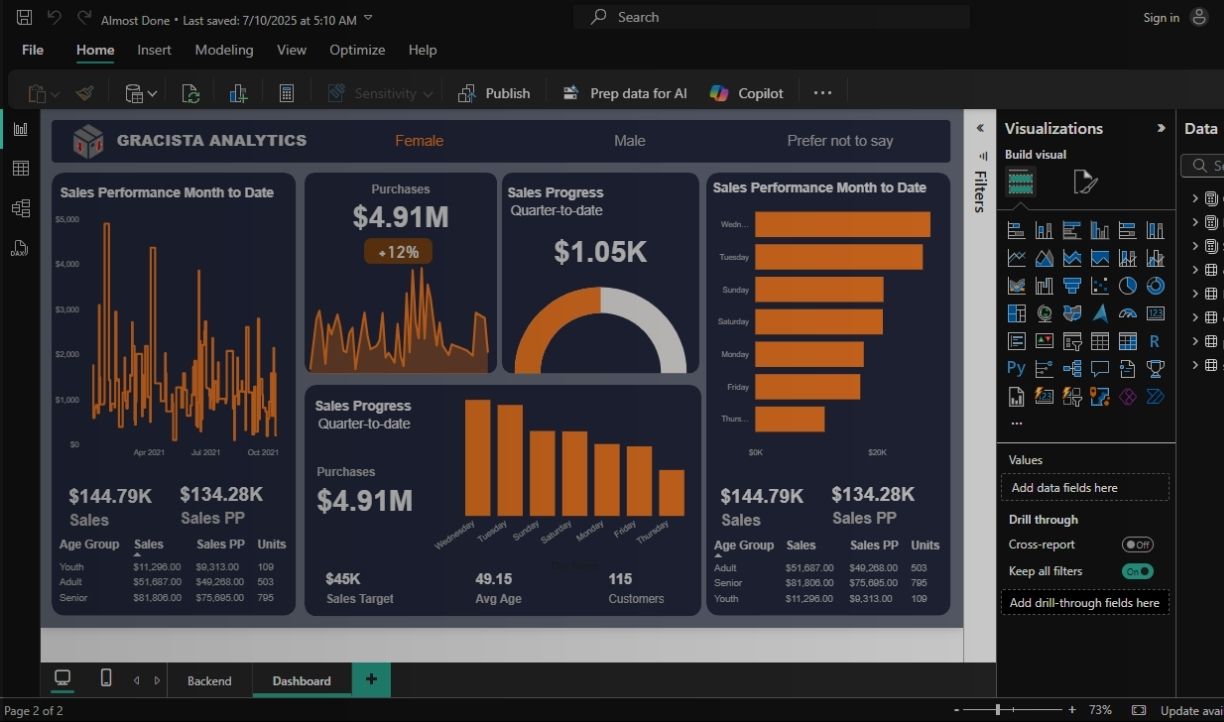 Almost Done • Last saved: 7/10/2025 at 5:10 AM
Search
Sign in
File Home Insert Modeling View Optimize Help
Sensitivity Publish Prep data for AI Copilot ...
GRACISTA ANALYTICS Female Male Prefer not to say
Sales Performance Month to Date
$5,000
$4,000
$3,000
$2,000
$1,000
$0
Apr 2021 Jul 2021 Oct 2021
$144.79K $134.28K
Sales Sales PP
Age Group Sales Sales PP Units
Youth $11,296.00 $9,313.00 109
Adult $51,687.00 $49,268.00 503
Senior $81,806.00 $75,695.00 795
Purchases
$4.91M
+12%
Sales Progress
Quarter-to-date
$1.05K
Sales Progress
Quarter-to-date
Purchases
$4.91M
Wednesday Tuesday Sunday Saturday Monday Friday Thursday
$45K 49.15 115
Sales Target Avg Age Customers
Sales Performance Month to Date
Wedn...
Tuesday
Sunday
Saturday
Monday
Friday
Thurs...
$0K $20K
$144.79K $134.28K
Sales Sales PP
Age Group Sales Sales PP Units
Adult $51,687.00 $49,268.00 503
Senior $81,806.00 $75,695.00 795
Youth $11,296.00 $9,313.00 109
Filters
Visualizations
Build visual
123
R
Py
...
Values
Add data fields here
Drill through
Cross-report Off
Keep all filters On
Add drill-through fields here
Data
DAX
Backend Dashboard +
Page 2 of 2
- + 73%
Update avai